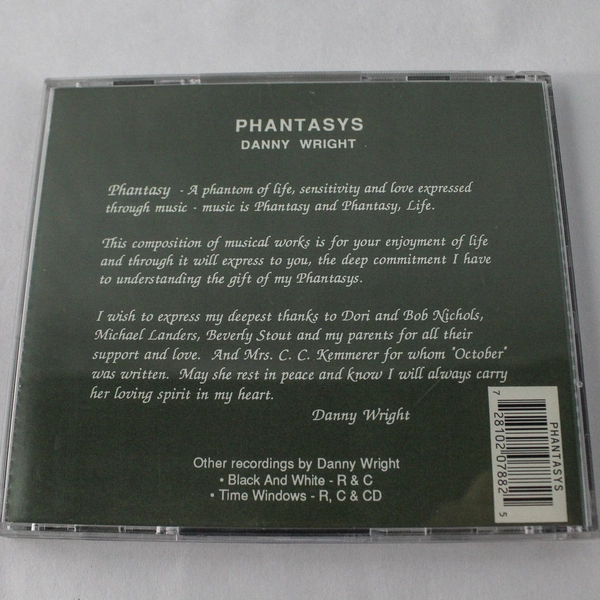 PHANTASYS
DANNY WRIGHT
Phantasy - A phantom of life, sensitivity and love expressed
through music - music is Phantasy and Phantasy, Life.
This composition of musical works is for your enjoyment of life
and through it will express to you, the deep commitment I have
to understanding the gift of my Phantasys.
I wish to express my deepest thanks to Dori and Bob Nichols,
Michael Landers, Beverly Stout and my parents for all their
support and love. And Mrs. C. C. Kemmerer for whom "October"
was written. May she rest in peace and know I will always carry
her loving spirit in my heart.
Danny Wright
Other recordings by Danny Wright
• Black And White - R & C
• Time Windows - R, C & CD
PHANTASYS
7 28102 07882 5